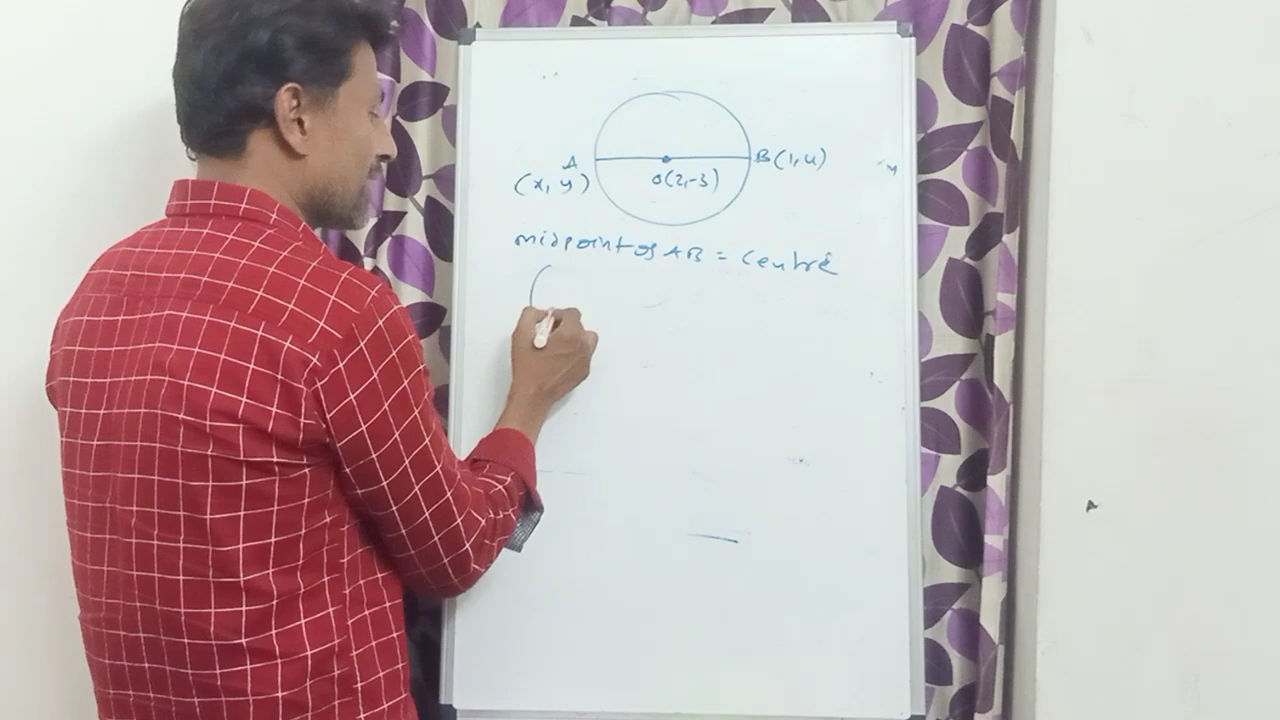 A
B(1,4)
(x, y)
O(2,-3)
midpoint of AB = Centre
(